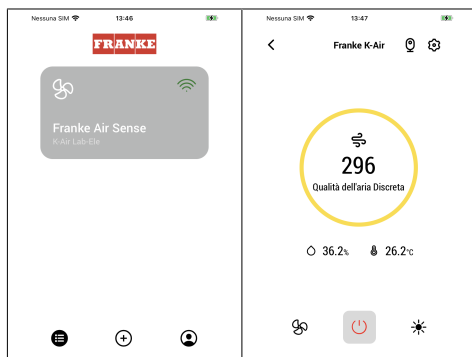 Nessuna SIM 13:46
FRANKE
Franke Air Sense
K-Air Lab-Efe
Nessuna SIM 13:47
Franke K-Air
296
Qualità dell'aria Discreta
36.2% 26.2°C